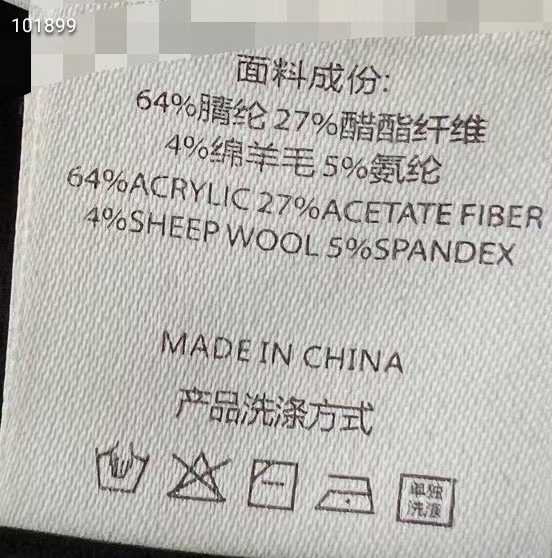 101899
面料成份:
64%腈纶 27%醋酯纤维
4%绵羊毛 5%氨纶
64%ACRYLIC 27%ACETATE FIBER
4%SHEEP WOOL 5%SPANDEX
MADE IN CHINA
产品洗涤方式
单独
洗涤